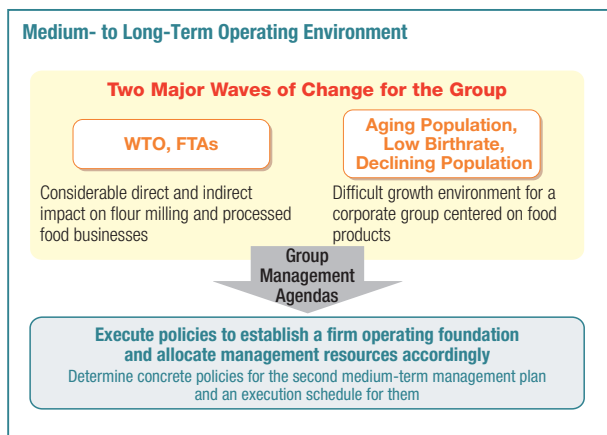 Medium- to Long-Term Operating Environment
Two Major Waves of Change for the Group
WTO, FTAs
Considerable direct and indirect
impact on flour milling and processed
food businesses
Aging Population,
Low Birthrate,
Declining Population
Difficult growth environment for a
corporate group centered on food
products
Group
Management
Agendas
Execute policies to establish a firm operating foundation
and allocate management resources accordingly
Determine concrete policies for the second medium-term management plan
and an execution schedule for them